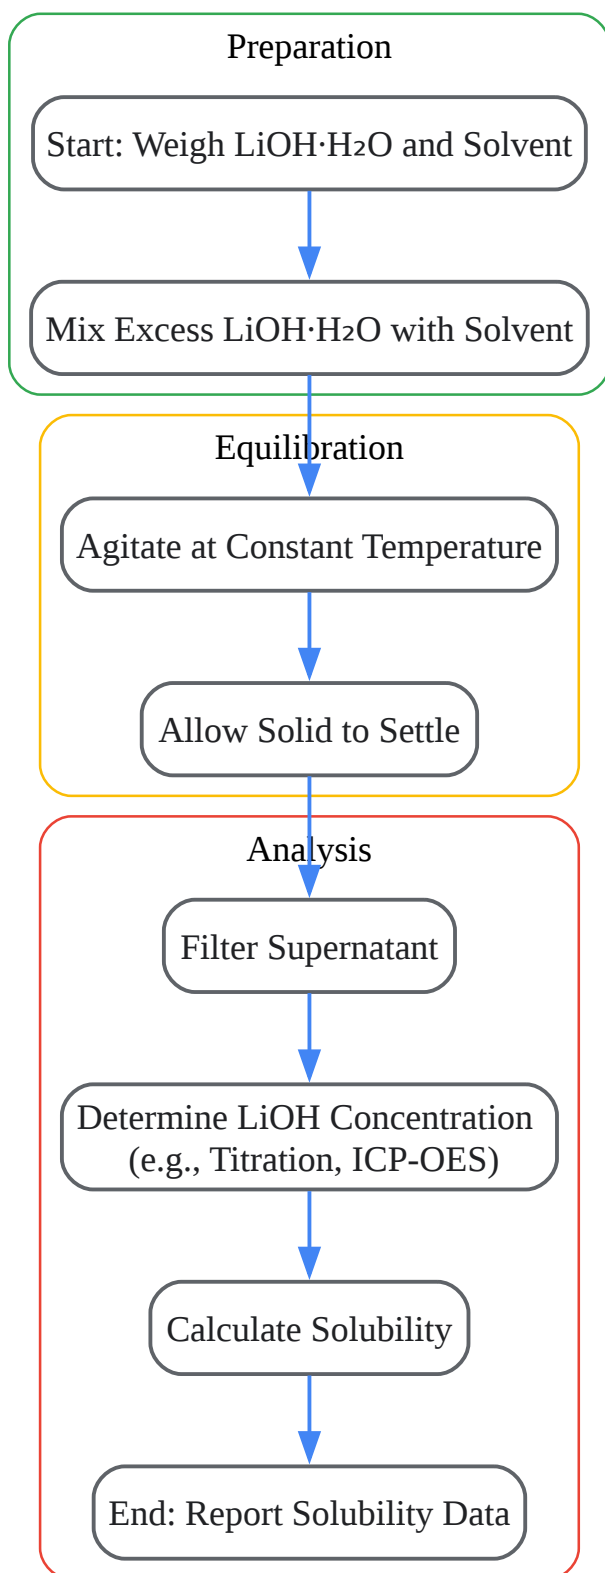 Preparation
Start: Weigh LiOH·H₂O and Solvent
Mix Excess LiOH·H₂O with Solvent
Equilibration
Agitate at Constant Temperature
Allow Solid to Settle
Analysis
Filter Supernatant
Determine LiOH Concentration
(e.g., Titration, ICP-OES)
Calculate Solubility
End: Report Solubility Data